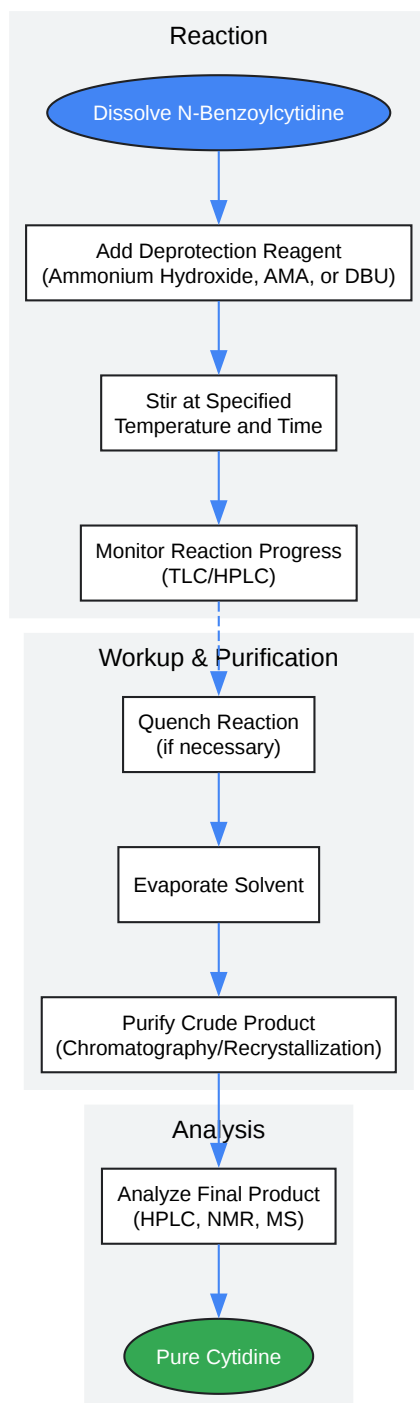 Reaction
Dissolve N-Benzoylcytidine
Add Deprotection Reagent
(Ammonium Hydroxide, AMA, or DBU)
Stir at Specified
Temperature and Time
Monitor Reaction Progress
(TLC/HPLC)
Workup & Purification
Quench Reaction
(if necessary)
Evaporate Solvent
Purify Crude Product
(Chromatography/Recrystallization)
Analysis
Analyze Final Product
(HPLC, NMR, MS)
Pure Cytidine